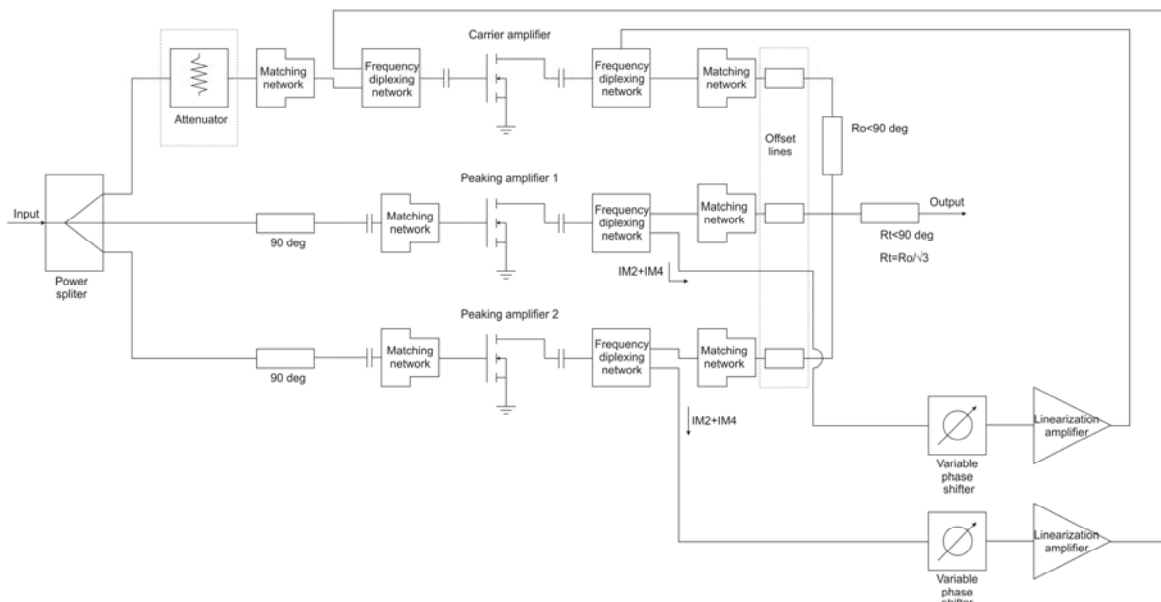 Carrier amplifier
Frequency
diplexing
network
Matching
network
Attenuator
Matching
network
Frequency
diplexing
network
Ro<90 deg
Offset
lines
Input
Power
spliter
90 deg
Matching
network
Peaking amplifier 1
Frequency
diplexing
network
Matching
network
Output
Rt<90 deg
Rt=Ro/√3
IM2+IM4
90 deg
Matching
network
Peaking amplifier 2
Frequency
diplexing
network
Matching
network
IM2+IM4
Variable
phase
shifter
Linearization
amplifier
Variable
phase
shifter
Linearization
amplifier